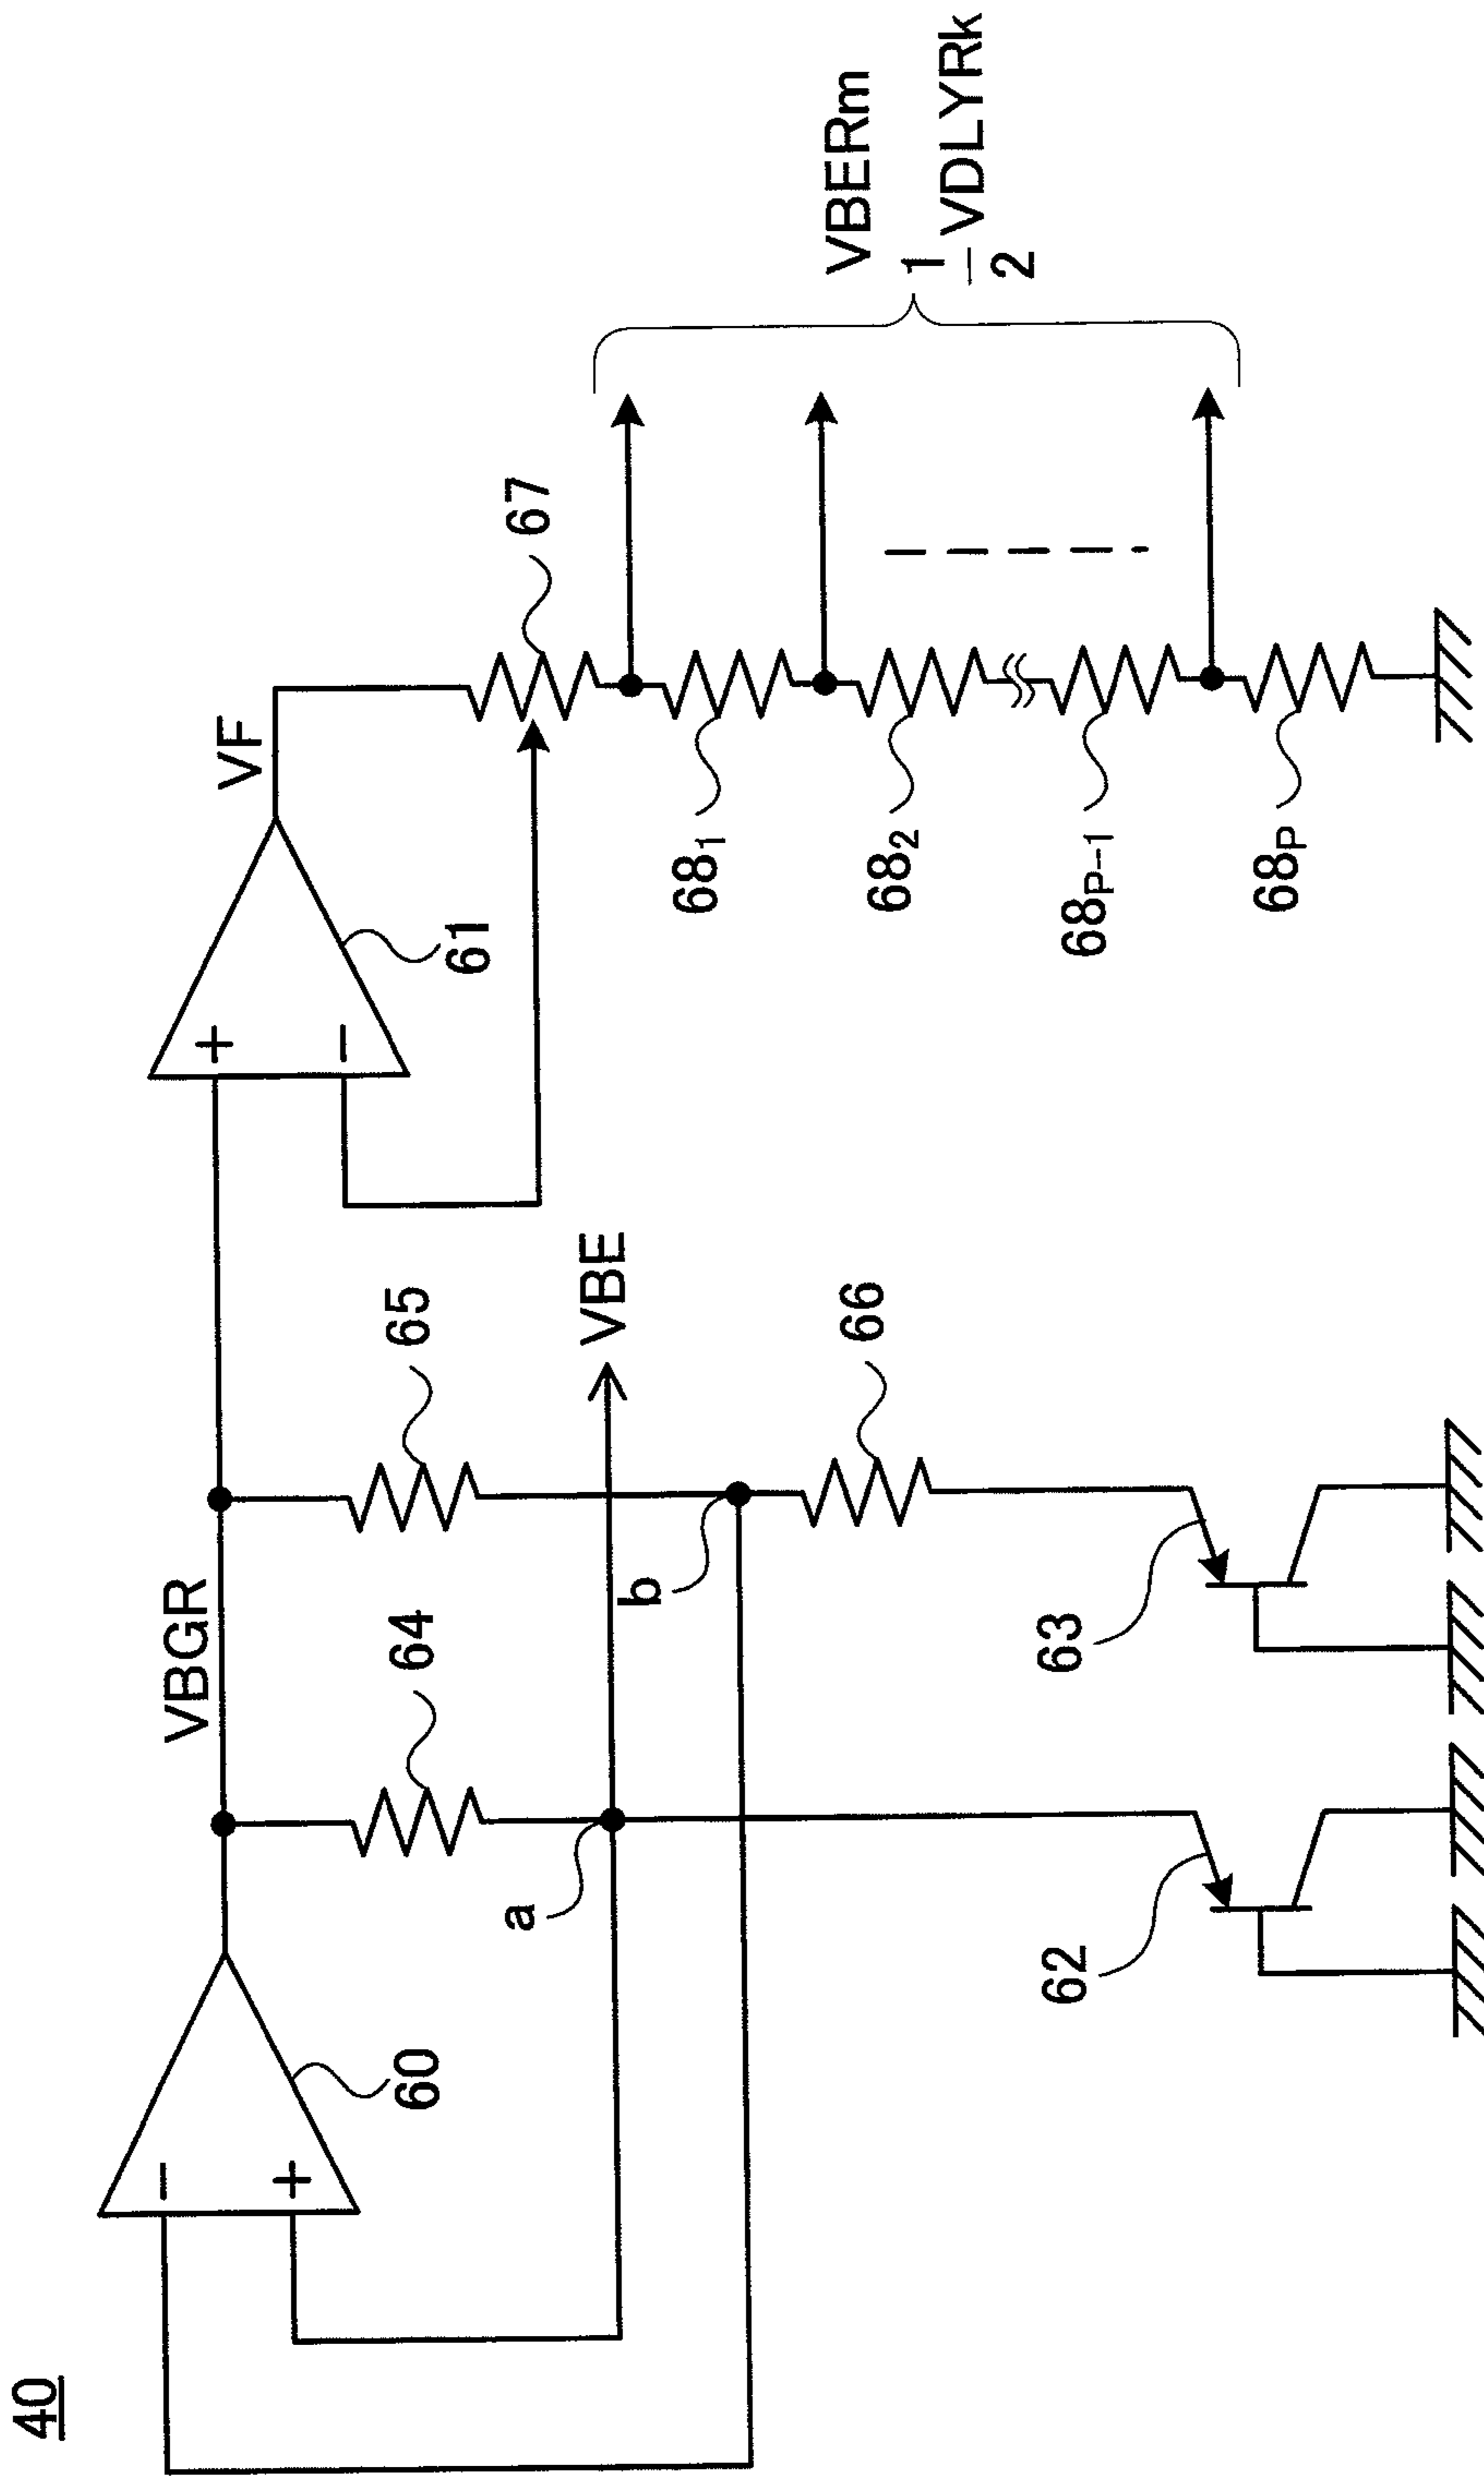 40
VBGR
VF
60
-
+
61
+
-
64
65
67
a
b
VBE
66
62
63
68₁
68₂
68P-1
68P
VBERm
1/2 VDLYRk